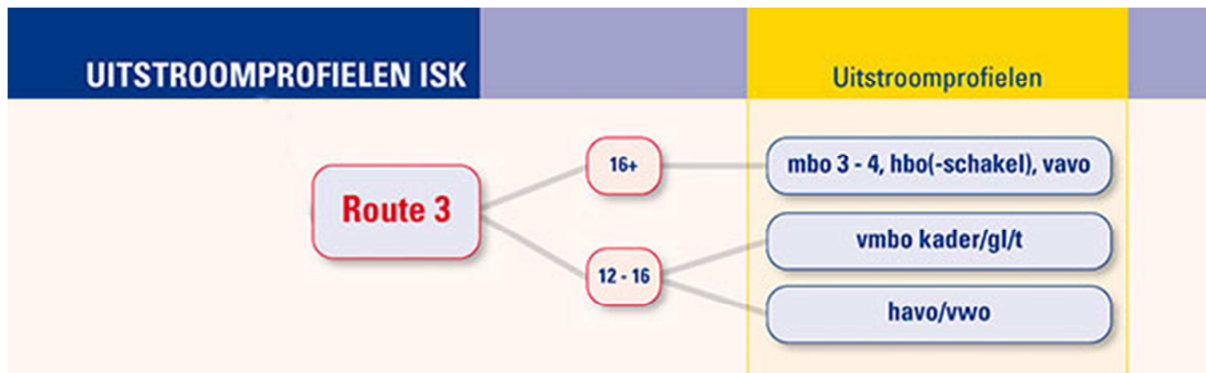 UITSTROOMPROFIELEN ISK
Uitstroomprofielen
Route 3
16+
mbo 3 - 4, hbo(-schakel), vavo
12 - 16
vmbo kader/gl/t
havo/vwo